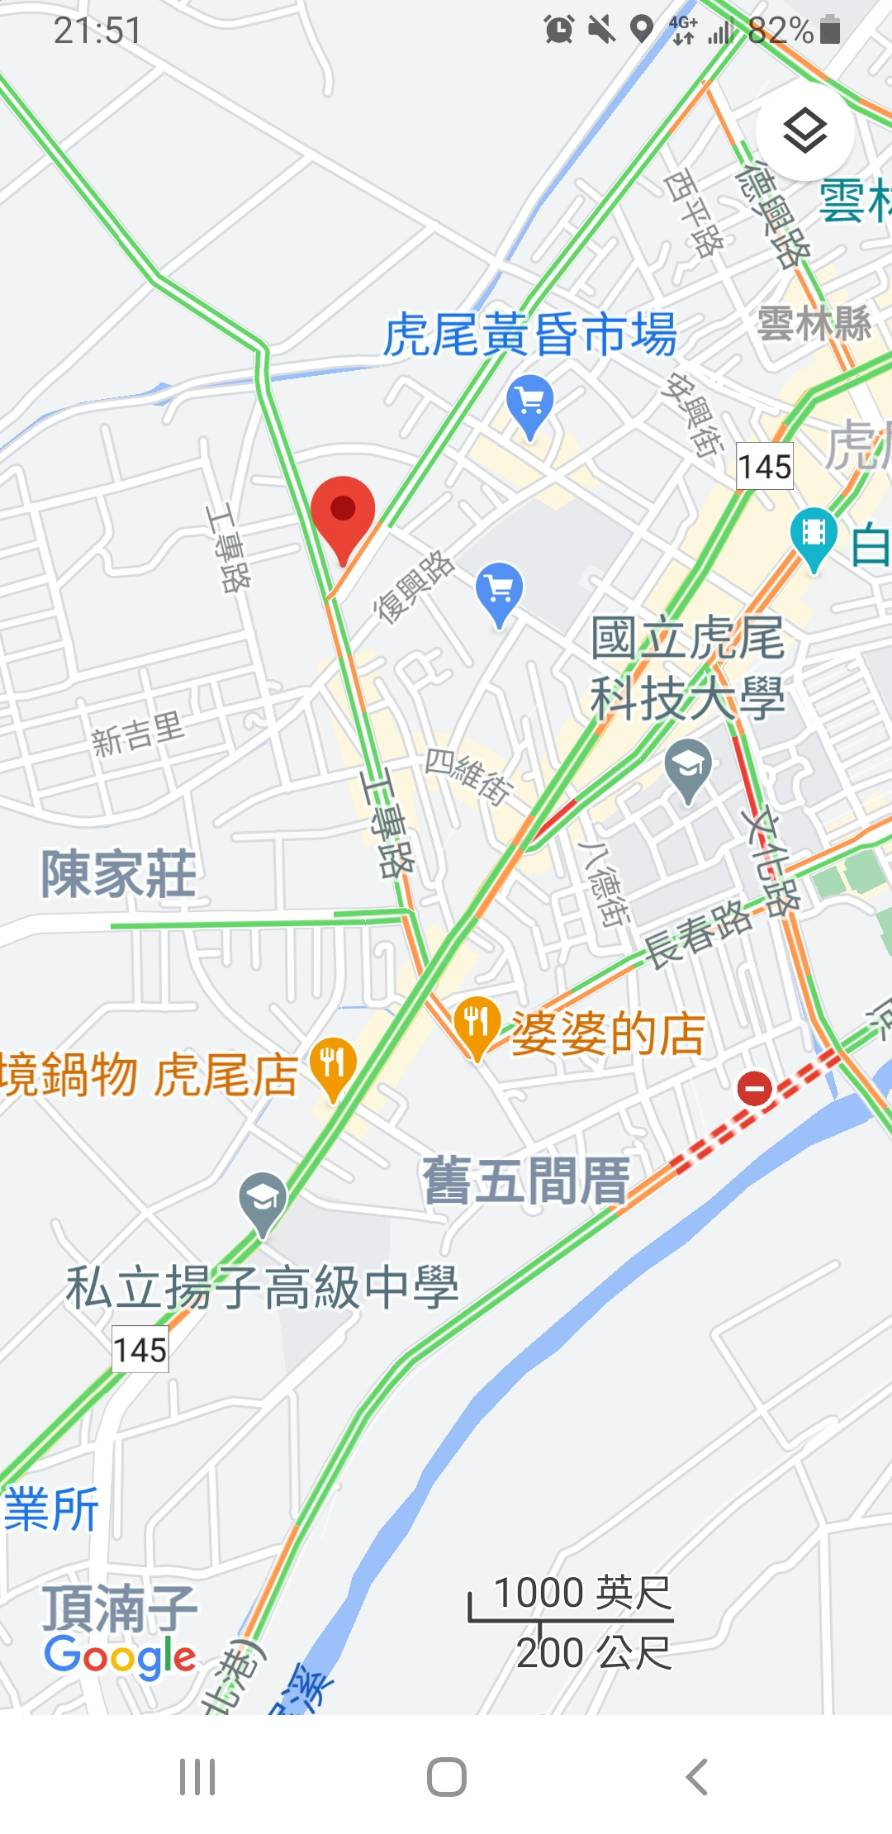 21:51
4G+
82%
德興路
西平路
雲林
虎尾黃昏市場
雲林縣
安興街
145
虎
白
工專路
復興路
國立虎尾
科技大學
新吉里
四維街
工專路
文化路
陳家莊
八德街
長春路
婆婆的店
境鍋物 虎尾店
舊五間厝
私立揚子高級中學
145
業所
頂湳子
1000 英尺
Google
200 公尺
北港)
溪